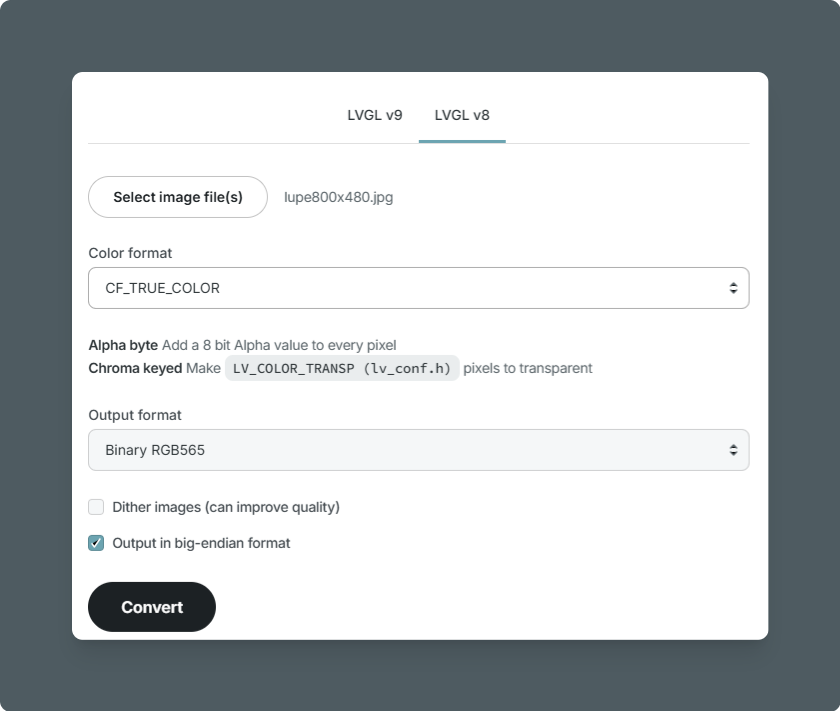 LVGL v9 LVGL v8
Select image file(s) lupe800x480.jpg
Color format
CF_TRUE_COLOR
Alpha byte Add a 8 bit Alpha value to every pixel
Chroma keyed Make LV_COLOR_TRANSP (lv_conf.h) pixels to transparent
Output format
Binary RGB565
Dither images (can improve quality)
Output in big-endian format
Convert